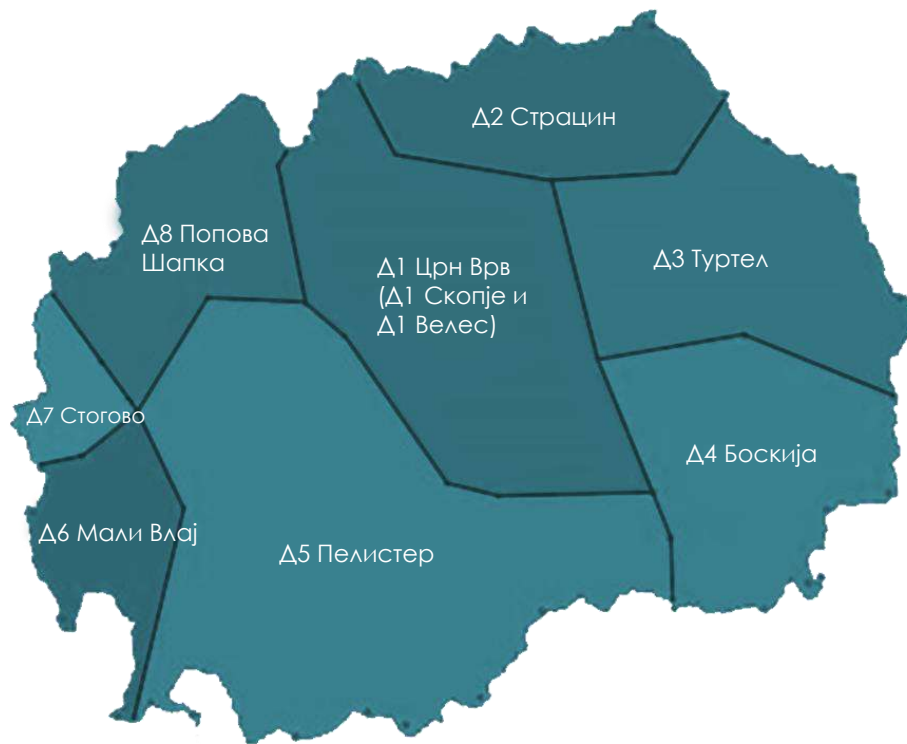 Д2 Страцин
Д8 Попова
Шапка
Д1 Црн Врв
(Д1 Скопје и
Д1 Велес)
Д3 Туртел
Д7 Стогово
Д4 Боскија
Д6 Мали Влај
Д5 Пелистер